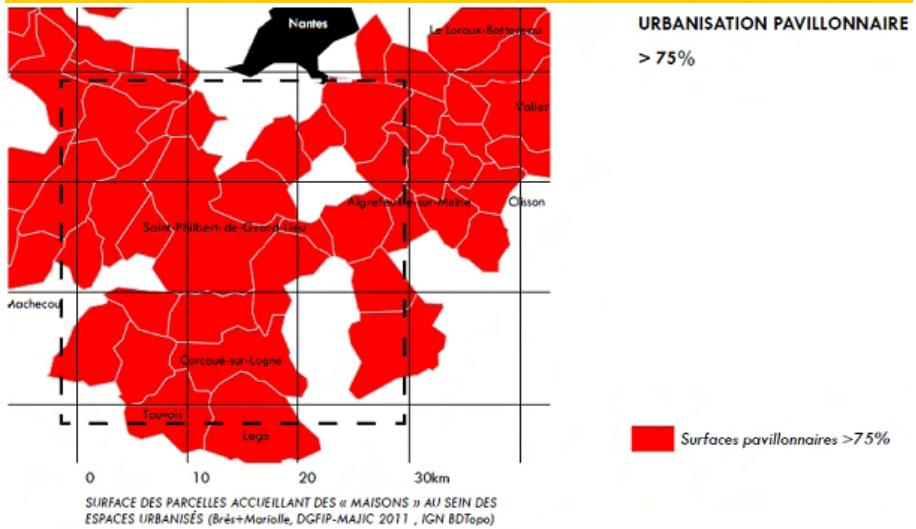 Nantes
Le Loroux-Bottereau
URBANISATION PAVILLONNAIRE
> 75%
Vallet
Aigrefeuille-sur-Maine
Clisson
Saint-Philbert-de-Grand-Lieu
Machecou
Corcoué-sur-Logne
Touvois
Legé
Surfaces pavillonnaires >75%
0 10 20 30km
SURFACE DES PARCELLES ACCUEILLANT DES « MAISONS » AU SEIN DES
ESPACES URBANISÉS (Brès+Mariolle, DGFIP-MAJIC 2011 , IGN BDTopo)